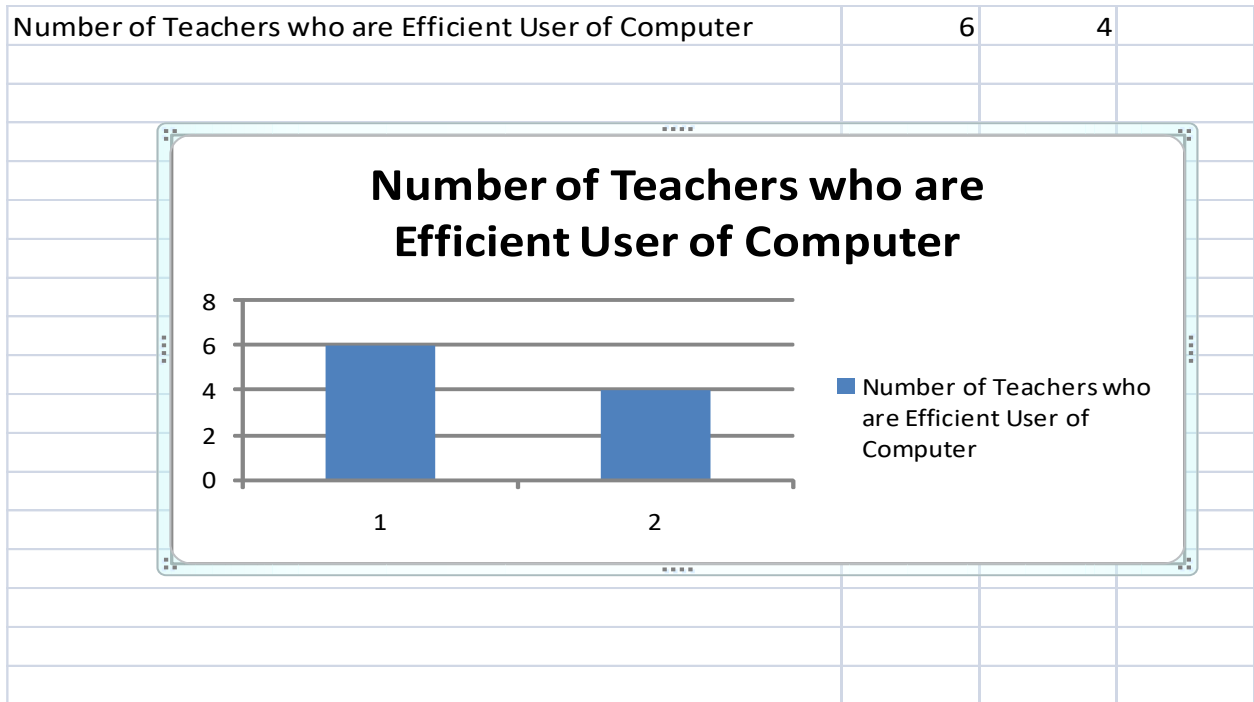 Number of Teachers who are Efficient User of Computer 6 4
Number of Teachers who are
Efficient User of Computer
8
6
4
2
0
1 2
Number of Teachers who
are Efficient User of
Computer